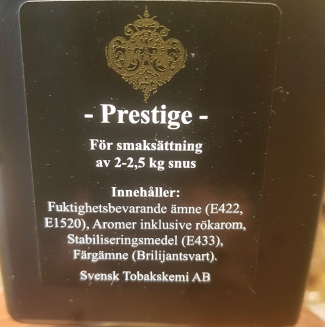 - Prestige -
För smaksättning
av 2-2,5 kg snus
Innehåller:
Fuktighetsbevarande ämne (E422,
E1520), Aromer inklusive rökarom,
Stabiliseringsmedel (E433),
Färgämne (Brilijantsvart).
Svensk Tobakskemi AB